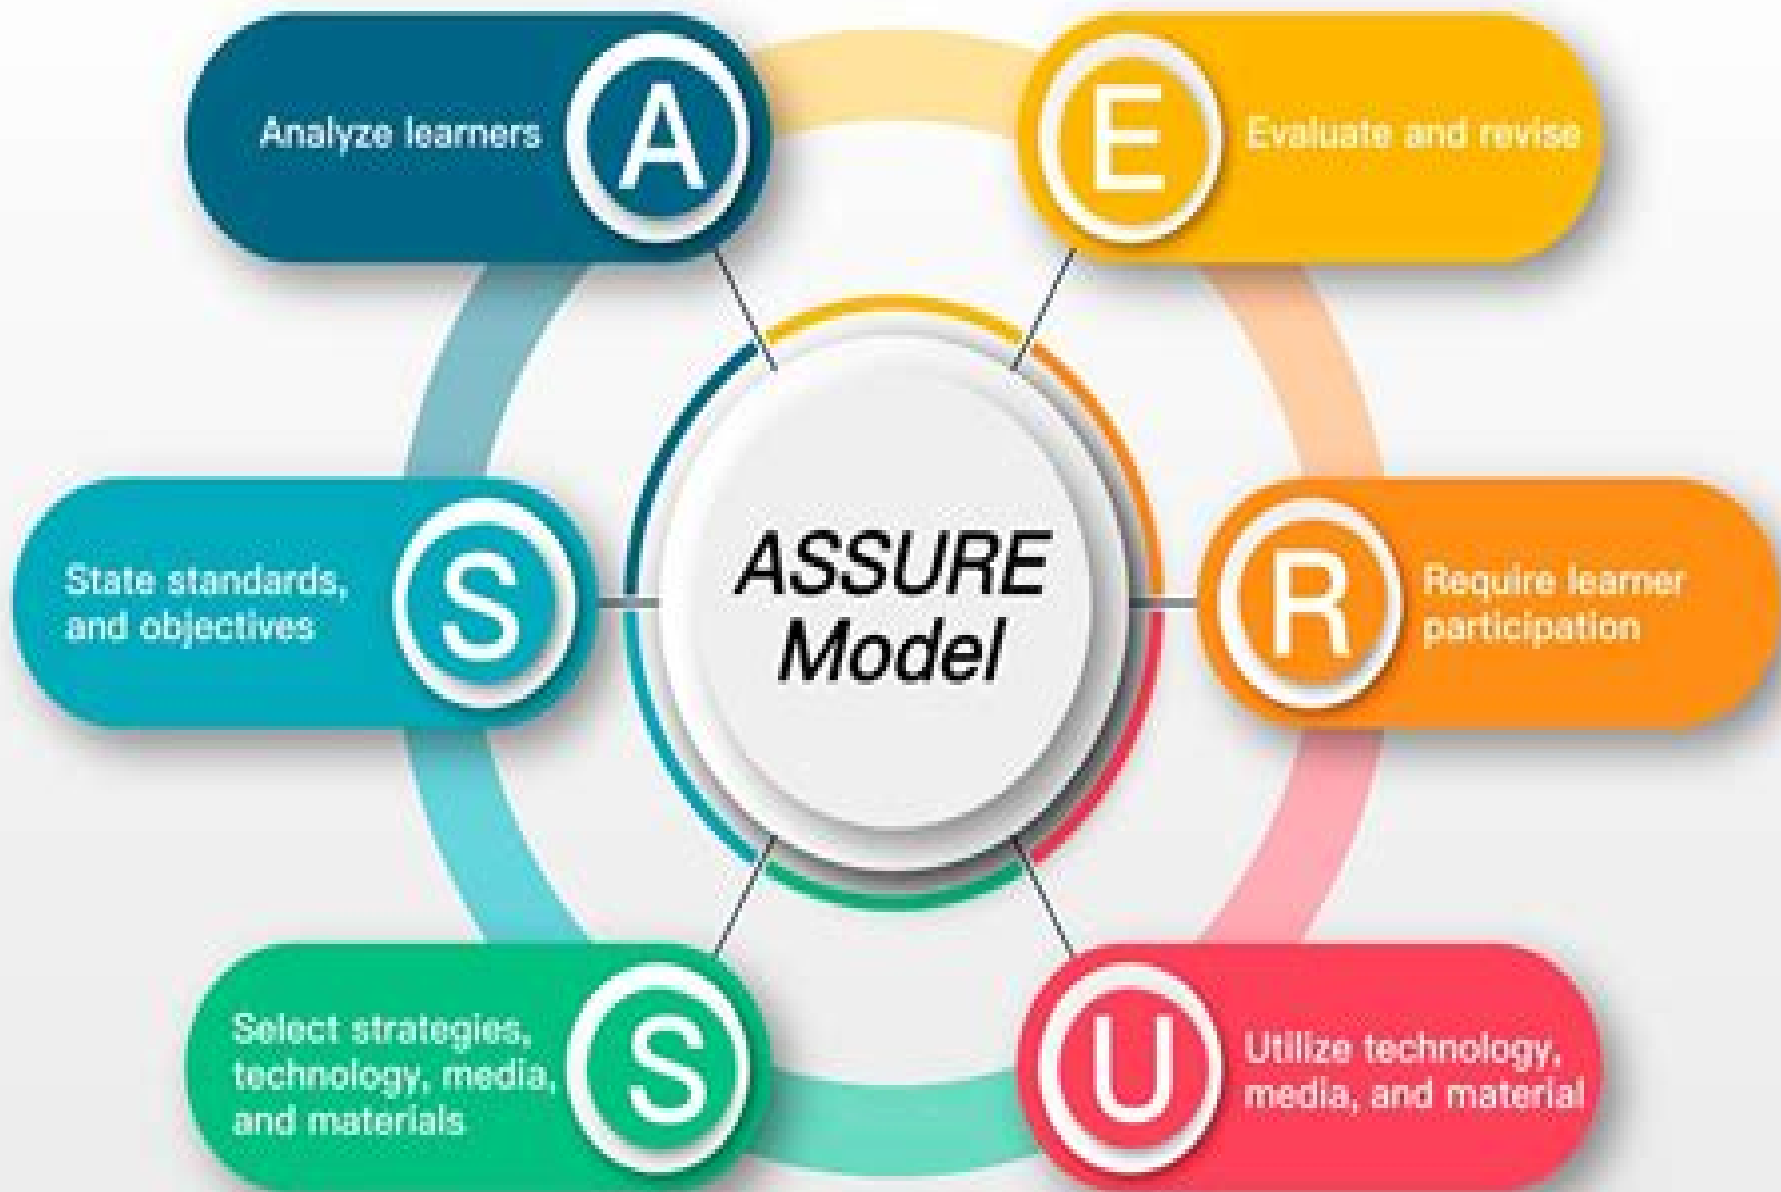 A
Analyze learners
S
State standards,
and objectives
S
Select strategies,
technology, media,
and materials
U
Utilize technology,
media, and material
R
Require learner
participation
E
Evaluate and revise
ASSURE
Model